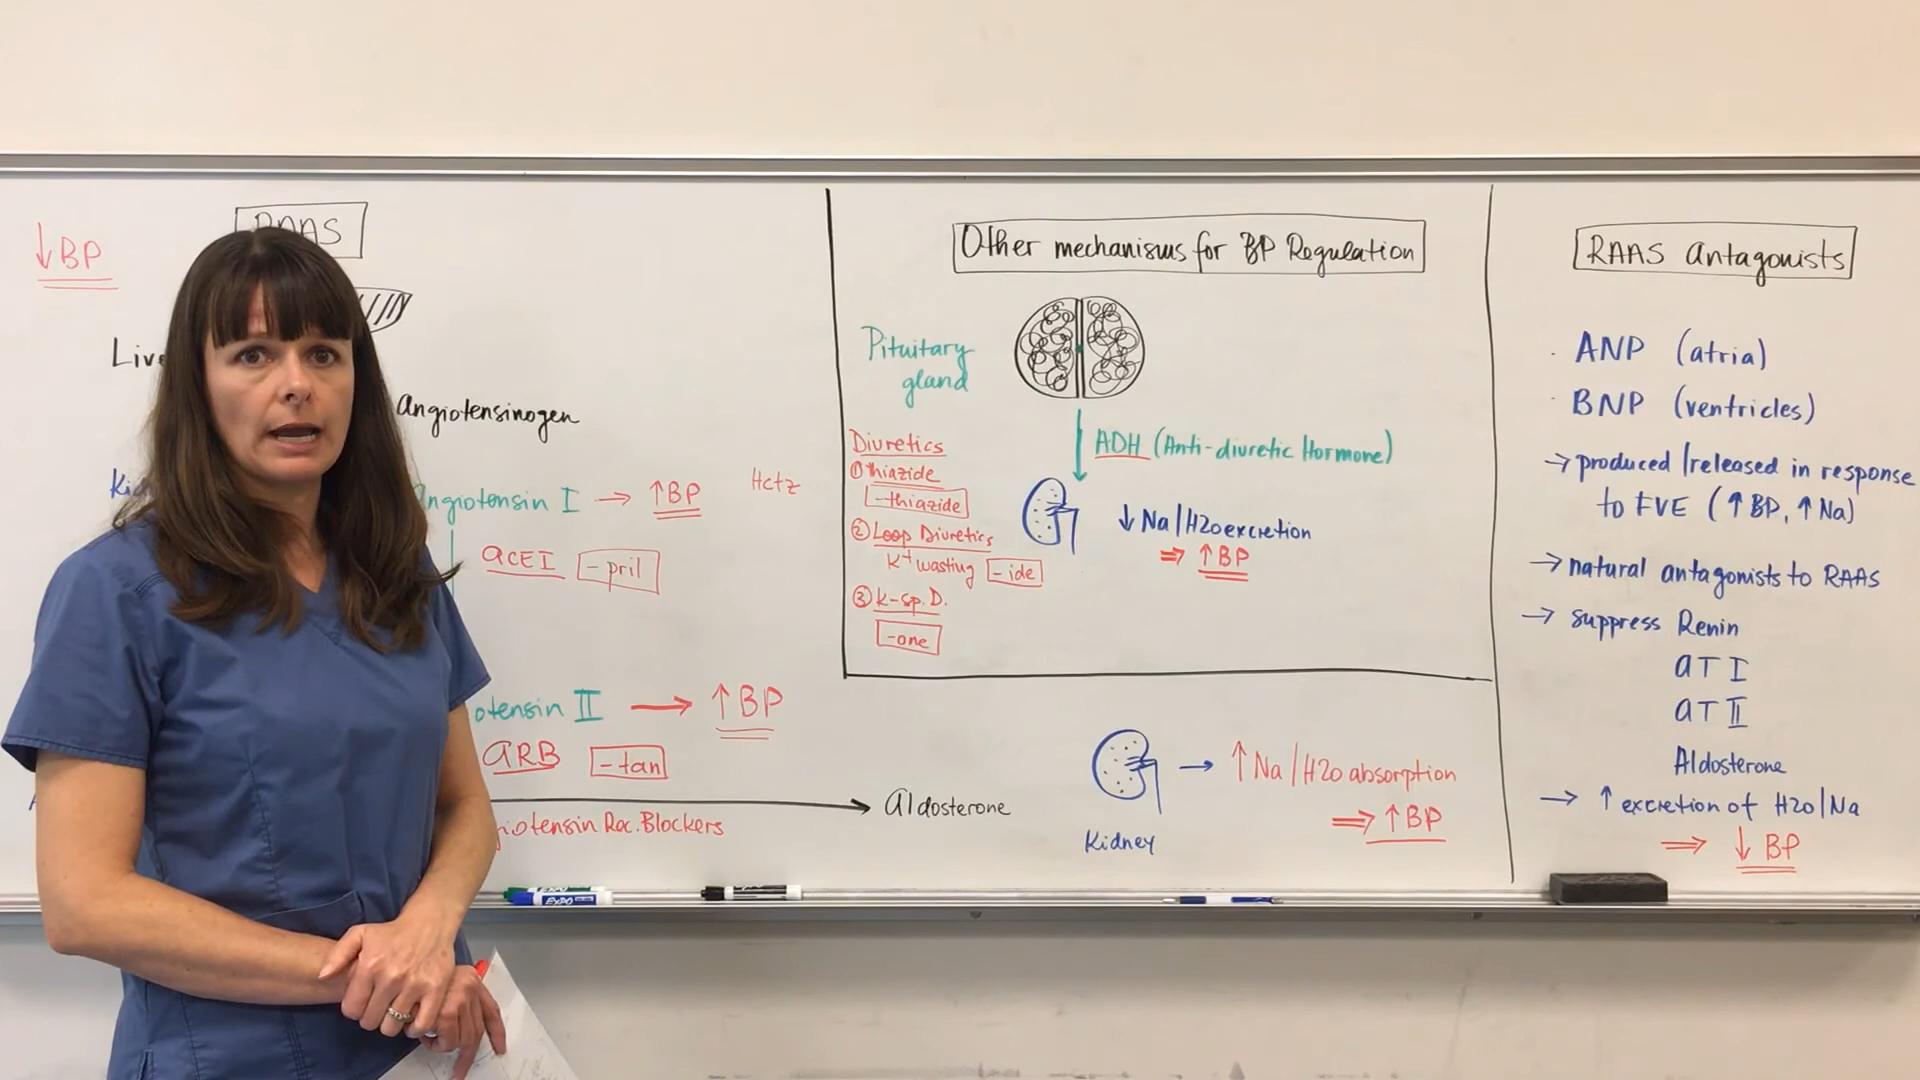 RAAS
↓BP
Live
Angiotensinogen
Ki
ngiotensin I → ↑BP
Hctz
ACEI -pril
otensin II → ↑BP
ARB -tan
Aldosterone
giotensin Rec. Blockers
Other mechanisms for BP Regulation
Pituitary
gland
ADH (Anti-diuretic Hormone)
Diuretics
① Thiazide
-thiazide
② Loop Diuretics
K+ wasting -ide
③ K-sp. D.
-one
↓ Na/H2O excretion
⇒ ↑BP
Kidney
→ ↑Na/H2O absorption
⇒ ↑BP
RAAS Antagonists
· ANP (atria)
· BNP (ventricles)
→ produced/released in response
to FVE (↑BP, ↑Na)
→ natural antagonists to RAAS
→ suppress Renin
AT I
AT II
Aldosterone
→ ↑ excretion of H2O/Na
⇒ ↓ BP
EXPO